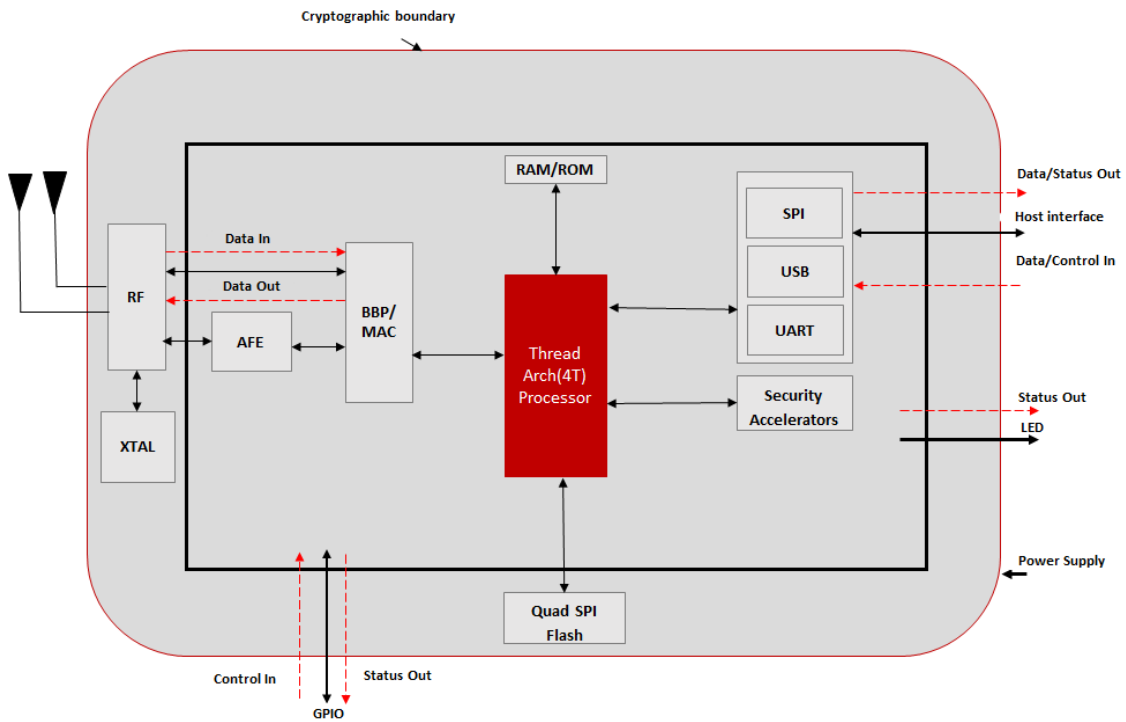 Cryptographic boundary
RAM/ROM
Data/Status Out
SPI
Host interface
Data In
USB
Data/Control In
RF
Data Out
BBP/
MAC
AFE
UART
Thread
Arch(4T)
Processor
Security
Accelerators
Status Out
LED
XTAL
Power Supply
Quad SPI
Flash
Control In
Status Out
GPIO